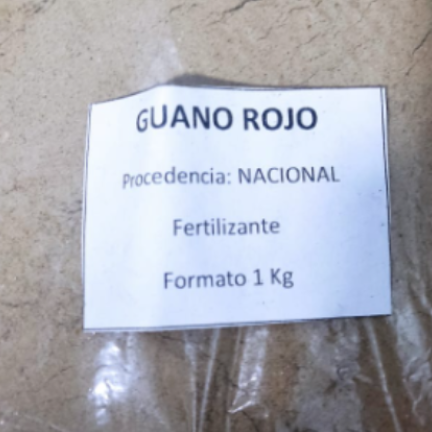 GUANO ROJO
Procedencia: NACIONAL
Fertilizante
Formato 1 Kg